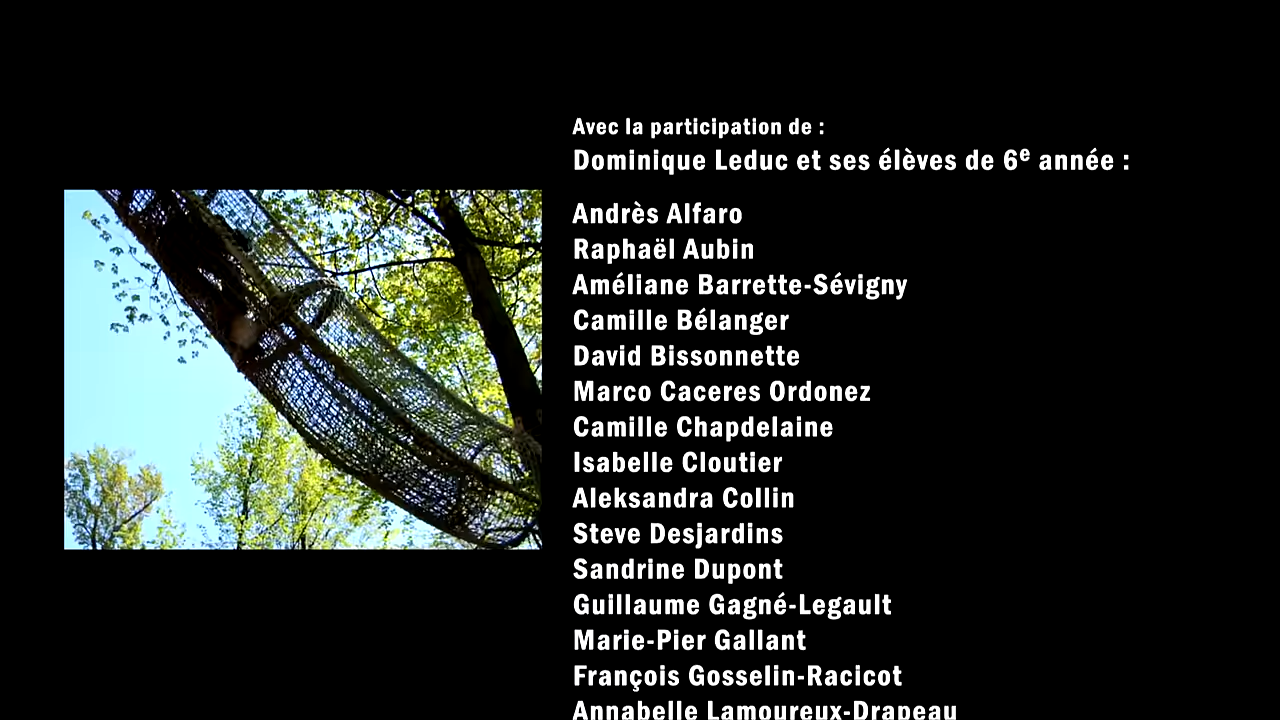 Avec la participation de :
Dominique Leduc et ses élèves de 6e année :
Andrès Alfaro
Raphaël Aubin
Améliane Barrette-Sévigny
Camille Bélanger
David Bissonnette
Marco Caceres Ordonez
Camille Chapdelaine
Isabelle Cloutier
Aleksandra Collin
Steve Desjardins
Sandrine Dupont
Guillaume Gagné-Legault
Marie-Pier Gallant
François Gosselin-Racicot
Annabelle Lamoureux-Drapeau